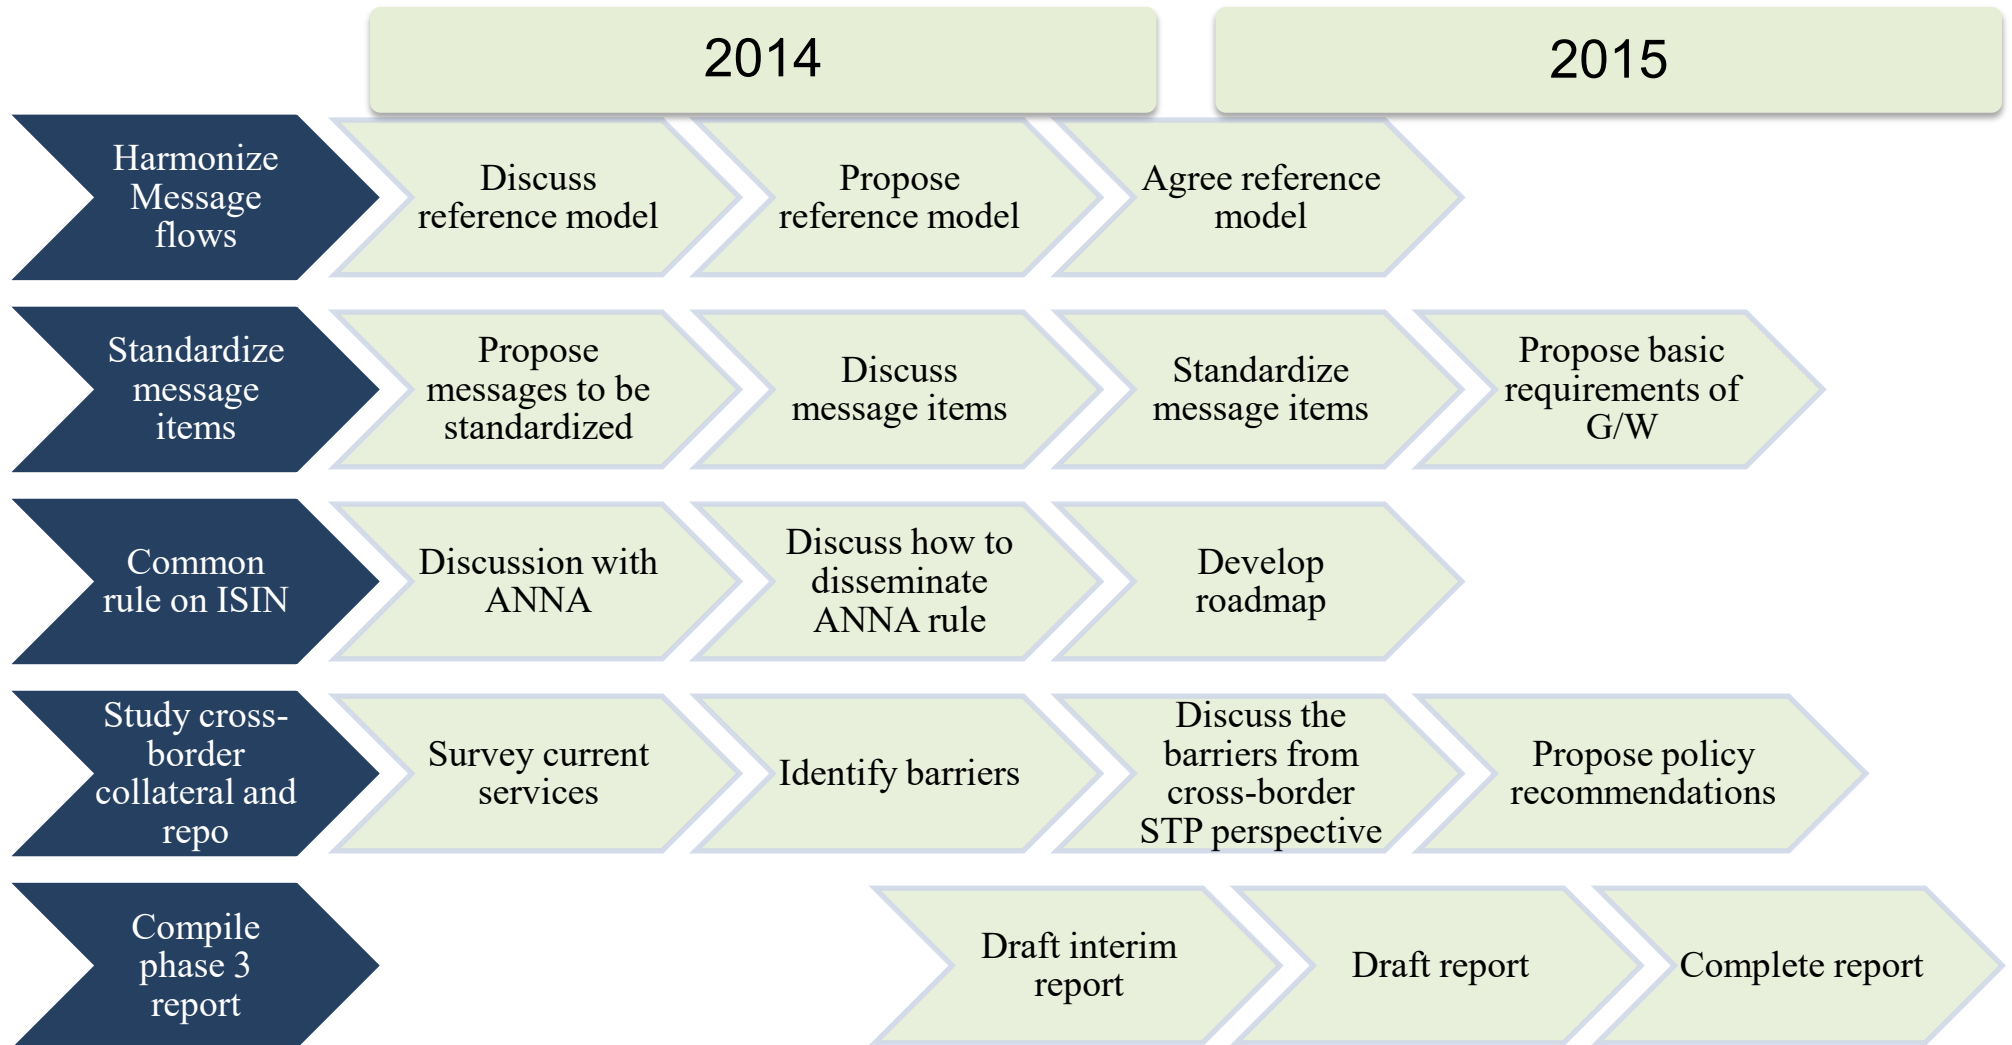 2014
2015
Harmonize
Message
flows
Discuss
reference model
Propose
reference model
Agree reference
model
Standardize
message
items
Propose
messages to be
standardized
Discuss
message items
Standardize
message items
Propose basic
requirements of
G/W
Common
rule on ISIN
Discussion with
ANNA
Discuss how to
disseminate
ANNA rule
Develop
roadmap
Study cross-
border
collateral and
repo
Survey current
services
Identify barriers
Discuss the
barriers from
cross-border
STP perspective
Propose policy
recommendations
Compile
phase 3
report
Draft interim
report
Draft report
Complete report